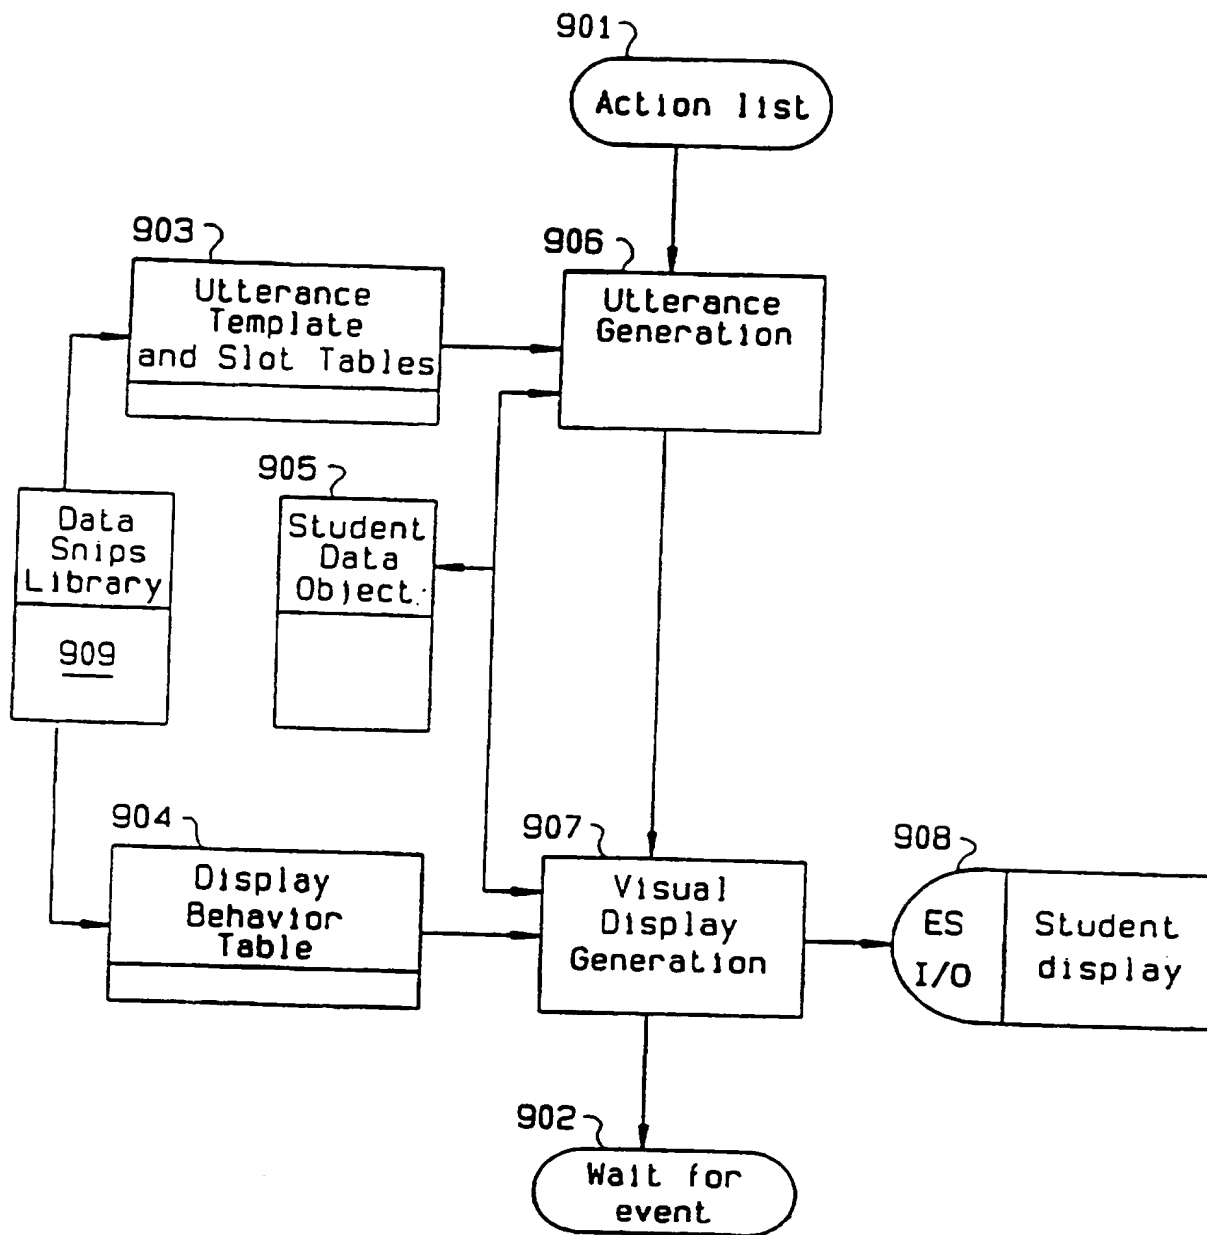 901
Action list
903
Utterance
Template
and Slot Tables
906
Utterance
Generation
905
Student
Data
Object
Data
Snips
Library
909
904
Display
Behavior
Table
907
Visual
Display
Generation
908
ES
I/O
Student
display
902
Wait for
event